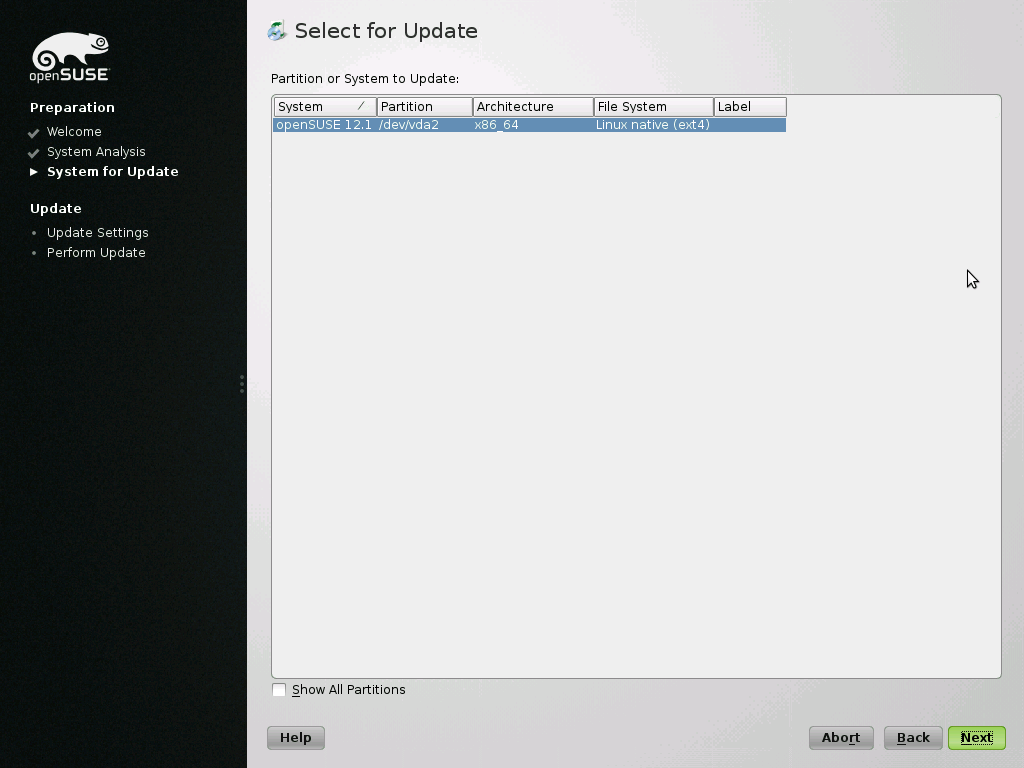 openSUSE
Preparation
Welcome
System Analysis
System for Update
Update
Update Settings
Perform Update
Select for Update
Partition or System to Update:
System Partition Architecture File System Label
openSUSE 12.1 /dev/vda2 x86_64 Linux native (ext4)
Show All Partitions
Help Abort Back Next